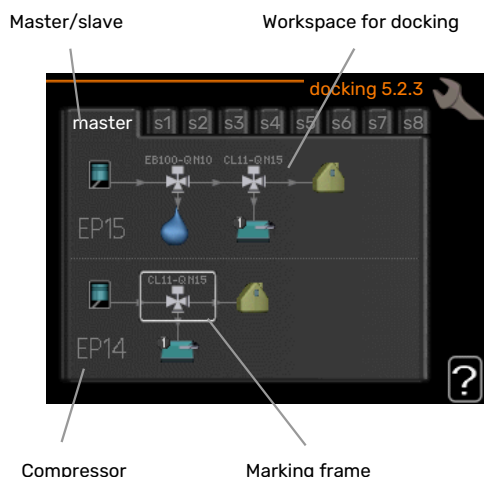 Master/slave
Workspace for docking
docking 5.2.3
master s1 s2 s3 s4 s5 s6 s7 s8
EB100-QN10 CL11-QN15
EP15
1
CL11-QN15
EP14
1
?
Compressor
Marking frame